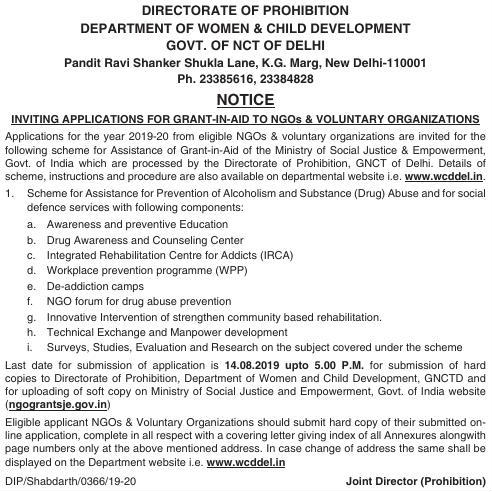 DIRECTORATE OF PROHIBITION
DEPARTMENT OF WOMEN & CHILD DEVELOPMENT
GOVT. OF NCT OF DELHI
Pandit Ravi Shanker Shukla Lane, K.G. Marg, New Delhi-110001
Ph. 23385616, 23384828
NOTICE
INVITING APPLICATIONS FOR GRANT-IN-AID TO NGOs & VOLUNTARY ORGANIZATIONS
Applications for the year 2019-20 from eligible NGOs & voluntary organizations are invited for the
following scheme for Assistance of Grant-in-Aid of the Ministry of Social Justice & Empowerment,
Govt. of India which are processed by the Directorate of Prohibition, GNCT of Delhi. Details of
scheme, instructions and procedure are also available on departmental website i.e. www.wcddel.in.
1. Scheme for Assistance for Prevention of Alcoholism and Substance (Drug) Abuse and for social
defence services with following components:
a. Awareness and preventive Education
b. Drug Awareness and Counseling Center
c. Integrated Rehabilitation Centre for Addicts (IRCA)
d. Workplace prevention programme (WPP)
e. De-addiction camps
f. NGO forum for drug abuse prevention
g. Innovative Intervention of strengthen community based rehabilitation.
h. Technical Exchange and Manpower development
i. Surveys, Studies, Evaluation and Research on the subject covered under the scheme
Last date for submission of application is 14.08.2019 upto 5.00 P.M. for submission of hard
copies to Directorate of Prohibition, Department of Women and Child Development, GNCTD and
for uploading of soft copy on Ministry of Social Justice and Empowerment, Govt. of India website
(ngograntsje.gov.in)
Eligible applicant NGOs & Voluntary Organizations should submit hard copy of their submitted on-
line application, complete in all respect with a covering letter giving index of all Annexures alongwith
page numbers only at the above mentioned address. In case change of address the same shall be
displayed on the Department website i.e. www.wcddel.in
DIP/Shabdarth/0366/19-20 Joint Director (Prohibition)